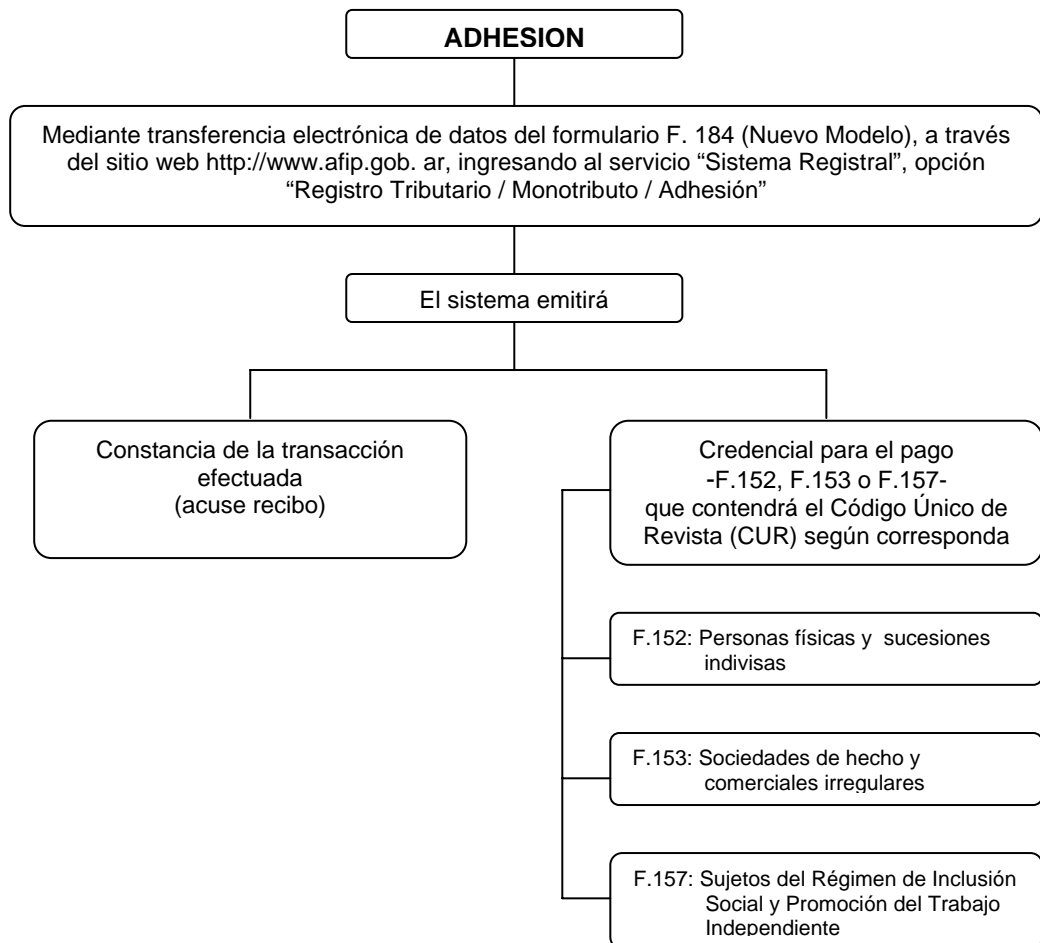 ADHESION
Mediante transferencia electrónica de datos del formulario F. 184 (Nuevo Modelo), a través
del sitio web http://www.afip.gob. ar, ingresando al servicio “Sistema Registral”, opción
“Registro Tributario / Monotributo / Adhesión”
El sistema emitirá
Constancia de la transacción
efectuada
(acuse recibo)
Credencial para el pago
-F.152, F.153 o F.157-
que contendrá el Código Único de
Revista (CUR) según corresponda
F.152: Personas físicas y sucesiones
indivisas
F.153: Sociedades de hecho y
comerciales irregulares
F.157: Sujetos del Régimen de Inclusión
Social y Promoción del Trabajo
Independiente